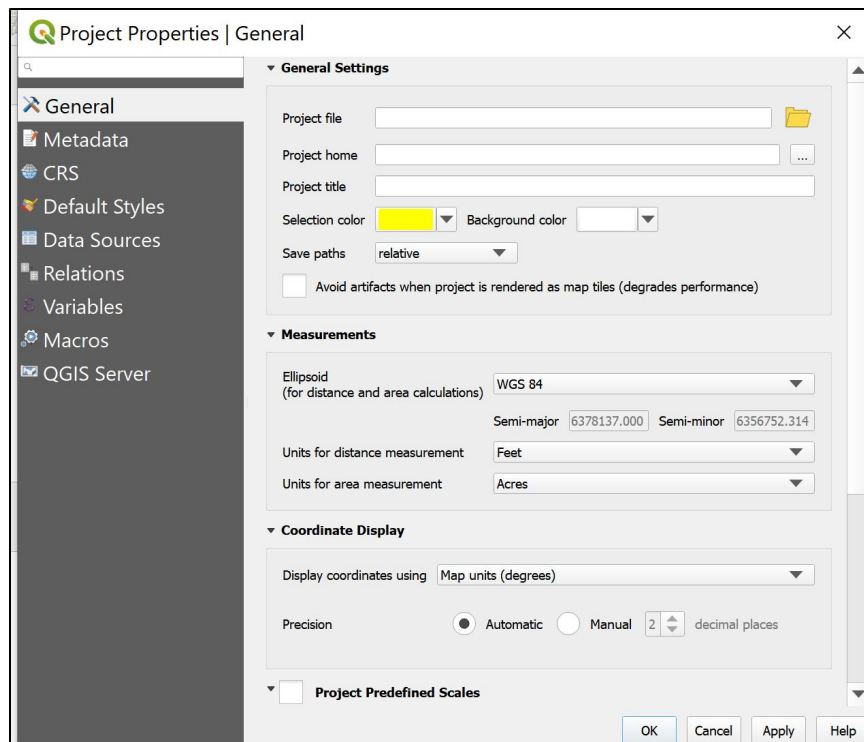 Project Properties | General
General
Metadata
CRS
Default Styles
Data Sources
Relations
Variables
Macros
QGIS Server
General Settings
Project file
Project home ...
Project title
Selection color Background color
Save paths relative
Avoid artifacts when project is rendered as map tiles (degrades performance)
Measurements
Ellipsoid
(for distance and area calculations) WGS 84
Semi-major 6378137.000 Semi-minor 6356752.314
Units for distance measurement Feet
Units for area measurement Acres
Coordinate Display
Display coordinates using Map units (degrees)
Precision Automatic Manual 2 decimal places
Project Predefined Scales
OK Cancel Apply Help